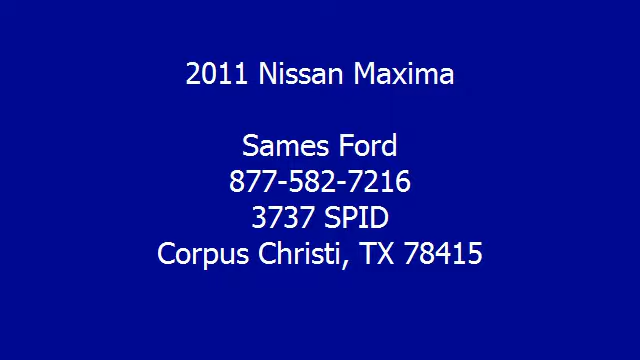 2011 Nissan Maxima
Sames Ford
877-582-7216
3737 SPID
Corpus Christi, TX 78415